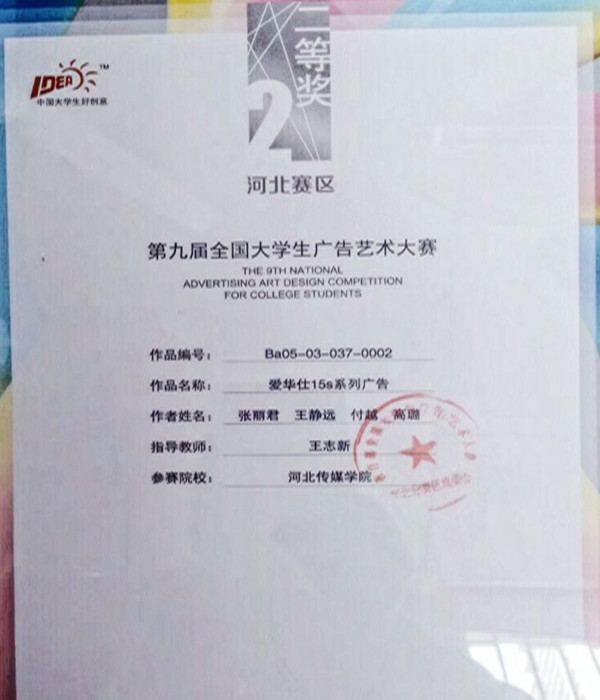 二等奖
2
IDEA™
中国大学生好创意
河北赛区
第九届全国大学生广告艺术大赛
THE 9TH NATIONAL
ADVERTISING ART DESIGN COMPETITION
FOR COLLEGE STUDENTS
作品编号： Ba05-03-037-0002
作品名称： 爱华仕15s系列广告
作者姓名： 张丽君 王静远 付越 高珊
指导教师： 王志新
参赛院校： 河北传媒学院